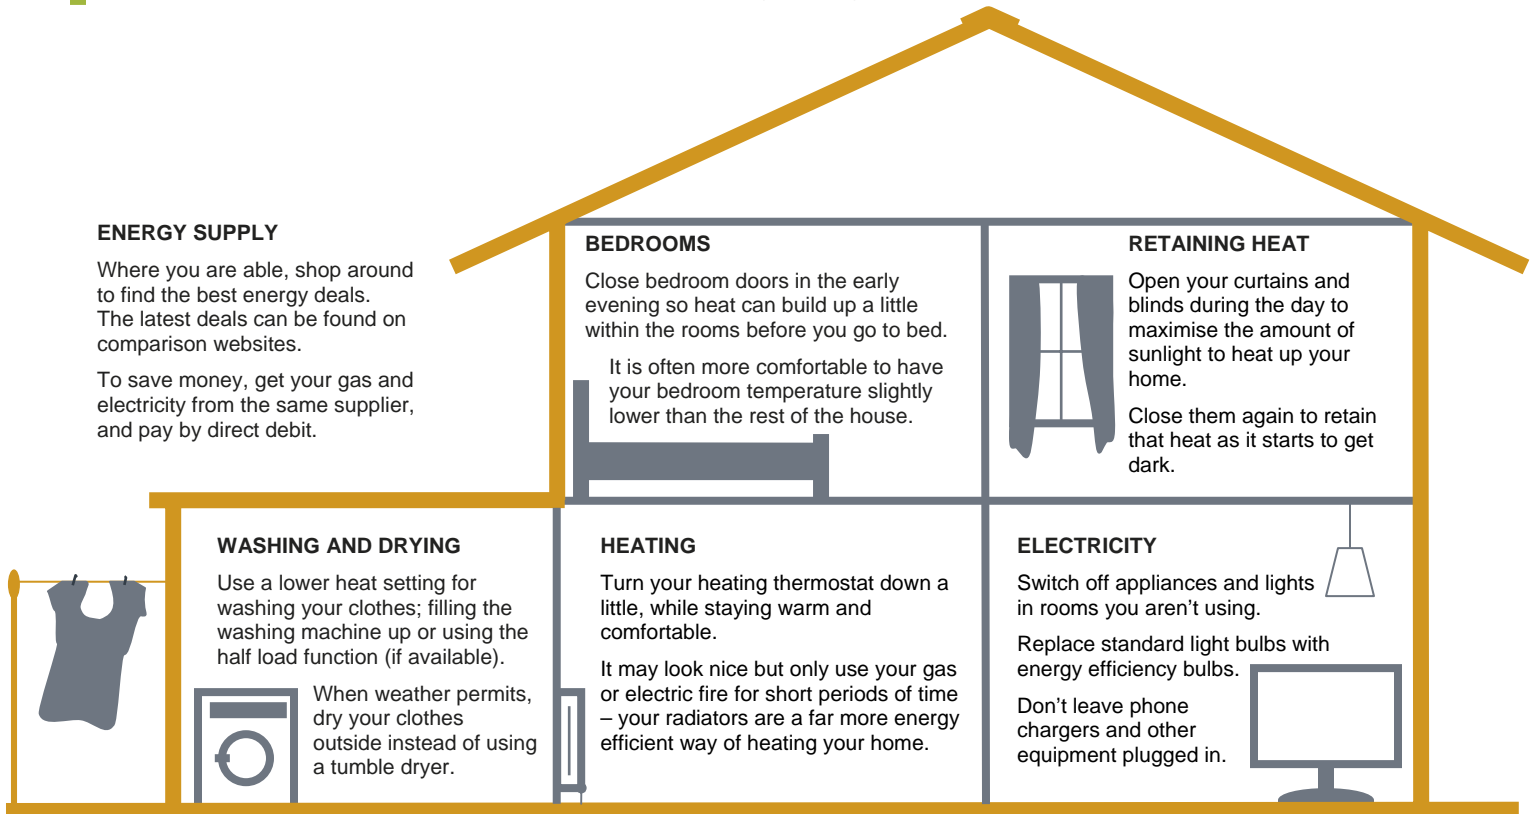 ENERGY SUPPLY
Where you are able, shop around
to find the best energy deals.
The latest deals can be found on
comparison websites.
To save money, get your gas and
electricity from the same supplier,
and pay by direct debit.
BEDROOMS
Close bedroom doors in the early
evening so heat can build up a little
within the rooms before you go to bed.
It is often more comfortable to have
your bedroom temperature slightly
lower than the rest of the house.
RETAINING HEAT
Open your curtains and
blinds during the day to
maximise the amount of
sunlight to heat up your
home.
Close them again to retain
that heat as it starts to get
dark.
WASHING AND DRYING
Use a lower heat setting for
washing your clothes; filling the
washing machine up or using the
half load function (if available).
When weather permits,
dry your clothes
outside instead of using
a tumble dryer.
HEATING
Turn your heating thermostat down a
little, while staying warm and
comfortable.
It may look nice but only use your gas
or electric fire for short periods of time
– your radiators are a far more energy
efficient way of heating your home.
ELECTRICITY
Switch off appliances and lights
in rooms you aren’t using.
Replace standard light bulbs with
energy efficiency bulbs.
Don’t leave phone
chargers and other
equipment plugged in.